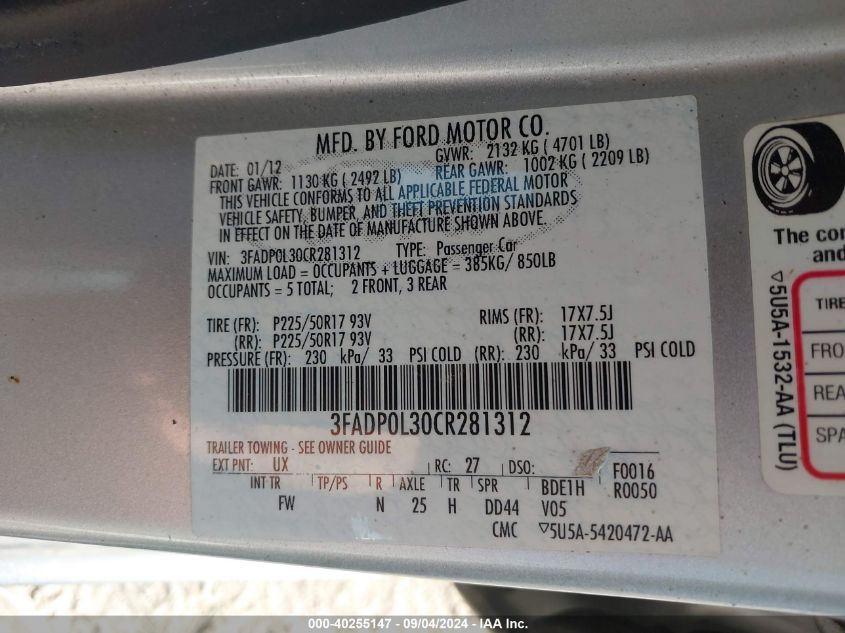 MFD. BY FORD MOTOR CO.
DATE: 01/12 GVWR: 2132 KG ( 4701 LB)
FRONT GAWR: 1130 KG ( 2492 LB) REAR GAWR: 1002 KG ( 2209 LB)
THIS VEHICLE CONFORMS TO ALL APPLICABLE FEDERAL MOTOR
VEHICLE SAFETY, BUMPER, AND THEFT PREVENTION STANDARDS
IN EFFECT ON THE DATE OF MANUFACTURE SHOWN ABOVE.
VIN: 3FADP0L30CR281312 TYPE: Passenger Car
MAXIMUM LOAD = OCCUPANTS + LUGGAGE = 385KG/ 850LB
OCCUPANTS = 5 TOTAL; 2 FRONT, 3 REAR
TIRE (FR): P225/50R17 93V RIMS (FR): 17X7.5J
(RR): P225/50R17 93V (RR): 17X7.5J
PRESSURE (FR): 230 kPa/ 33 PSI COLD (RR): 230 kPa/ 33 PSI COLD
3FADP0L30CR281312
TRAILER TOWING - SEE OWNER GUIDE
EXT PNT: UX RC: 27 DSO: F0016
INT TR TP/PS R AXLE TR SPR BDE1H R0050
FW N 25 H DD44 V05
CMC ▽5U5A-5420472-AA
The con
and
▽5U5A-1532-AA (TLU)
TIRE
FRO
REA
SPA
000-40255147 - 09/04/2024 - IAA Inc.